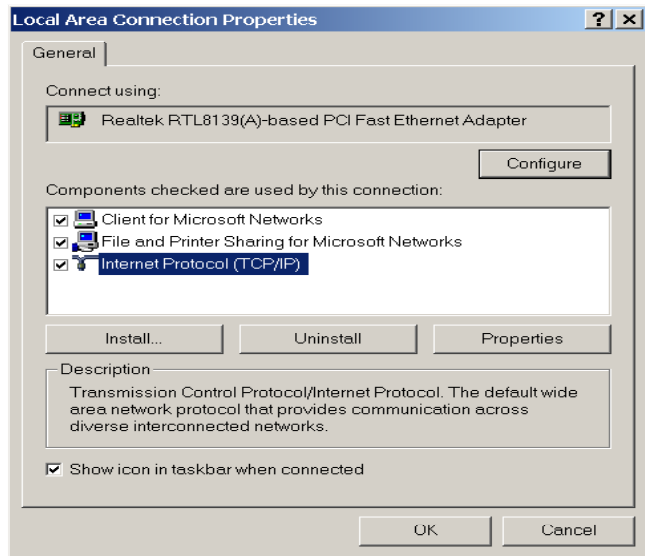 Local Area Connection Properties
General
Connect using:
Realtek RTL8139(A)-based PCI Fast Ethernet Adapter
Configure
Components checked are used by this connection:
Client for Microsoft Networks
File and Printer Sharing for Microsoft Networks
Internet Protocol (TCP/IP)
Install... Uninstall Properties
Description
Transmission Control Protocol/Internet Protocol. The default wide
area network protocol that provides communication across
diverse interconnected networks.
Show icon in taskbar when connected
OK Cancel